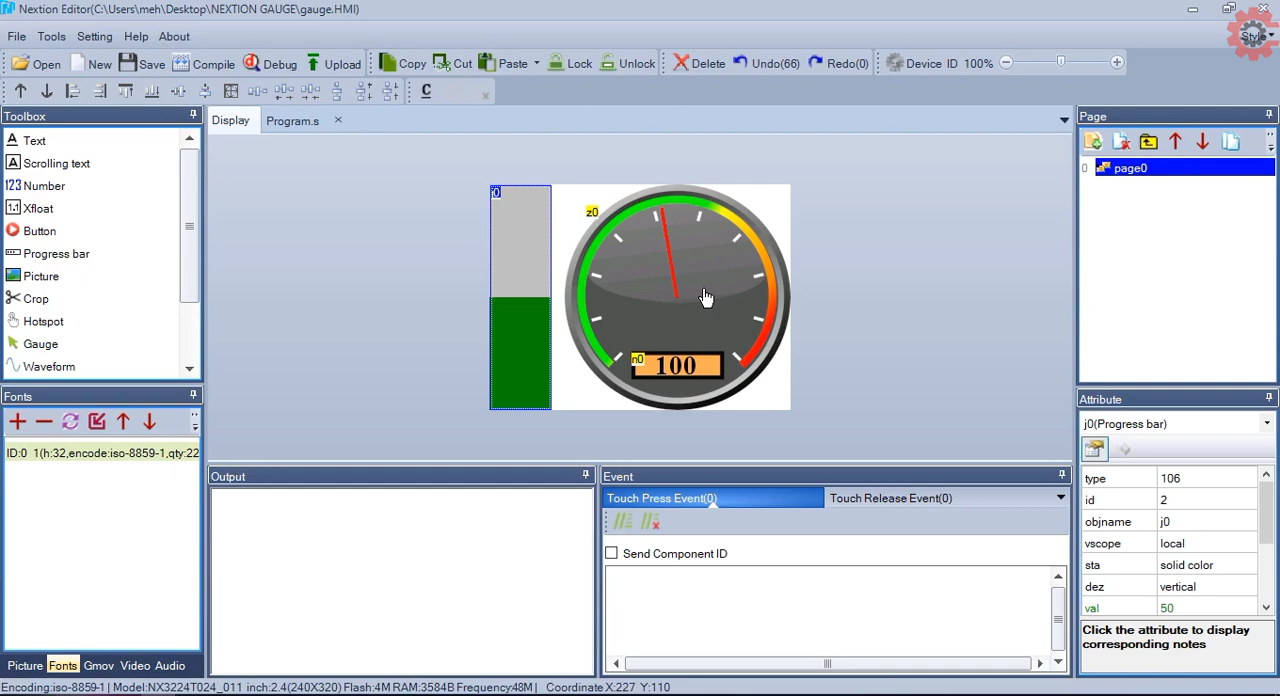 Nextion Editor(C:\Users\meh\Desktop\NEXTION GAUGE\gauge.HMI)
File Tools Setting Help About
Style
Open New Save Compile Debug Upload Copy Cut Paste Lock Unlock Delete Undo(66) Redo(0) Device ID 100%
Toolbox
Text
Scrolling text
123 Number
1.1 Xfloat
Button
Progress bar
Picture
Crop
Hotspot
Gauge
Waveform
Fonts
ID:0 1(h:32,encode:iso-8859-1,qty:22
Picture Fonts Gmov Video Audio
Display Program.s
j0
z0
n0
100
Output
Event
Touch Press Event(0) Touch Release Event(0)
Send Component ID
Page
0 page0
Attribute
j0(Progress bar)
type 106
id 2
objname j0
vscope local
sta solid color
dez vertical
val 50
Click the attribute to display
corresponding notes
Encoding:iso-8859-1 | Model:NX3224T024_011 inch:2.4(240X320) Flash:4M RAM:3584B Frequency:48M | Coordinate X:227 Y:110